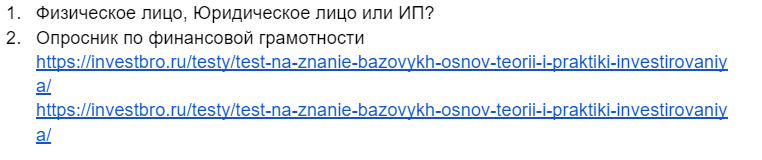 1. Физическое лицо, Юридическое лицо или ИП?
2. Опросник по финансовой грамотности
https://investbro.ru/testy/test-na-znanie-bazovykh-osnov-teorii-i-praktiki-investirovaniy
a/
https://investbro.ru/testy/test-na-znanie-bazovykh-osnov-teorii-i-praktiki-investirovaniy
a/